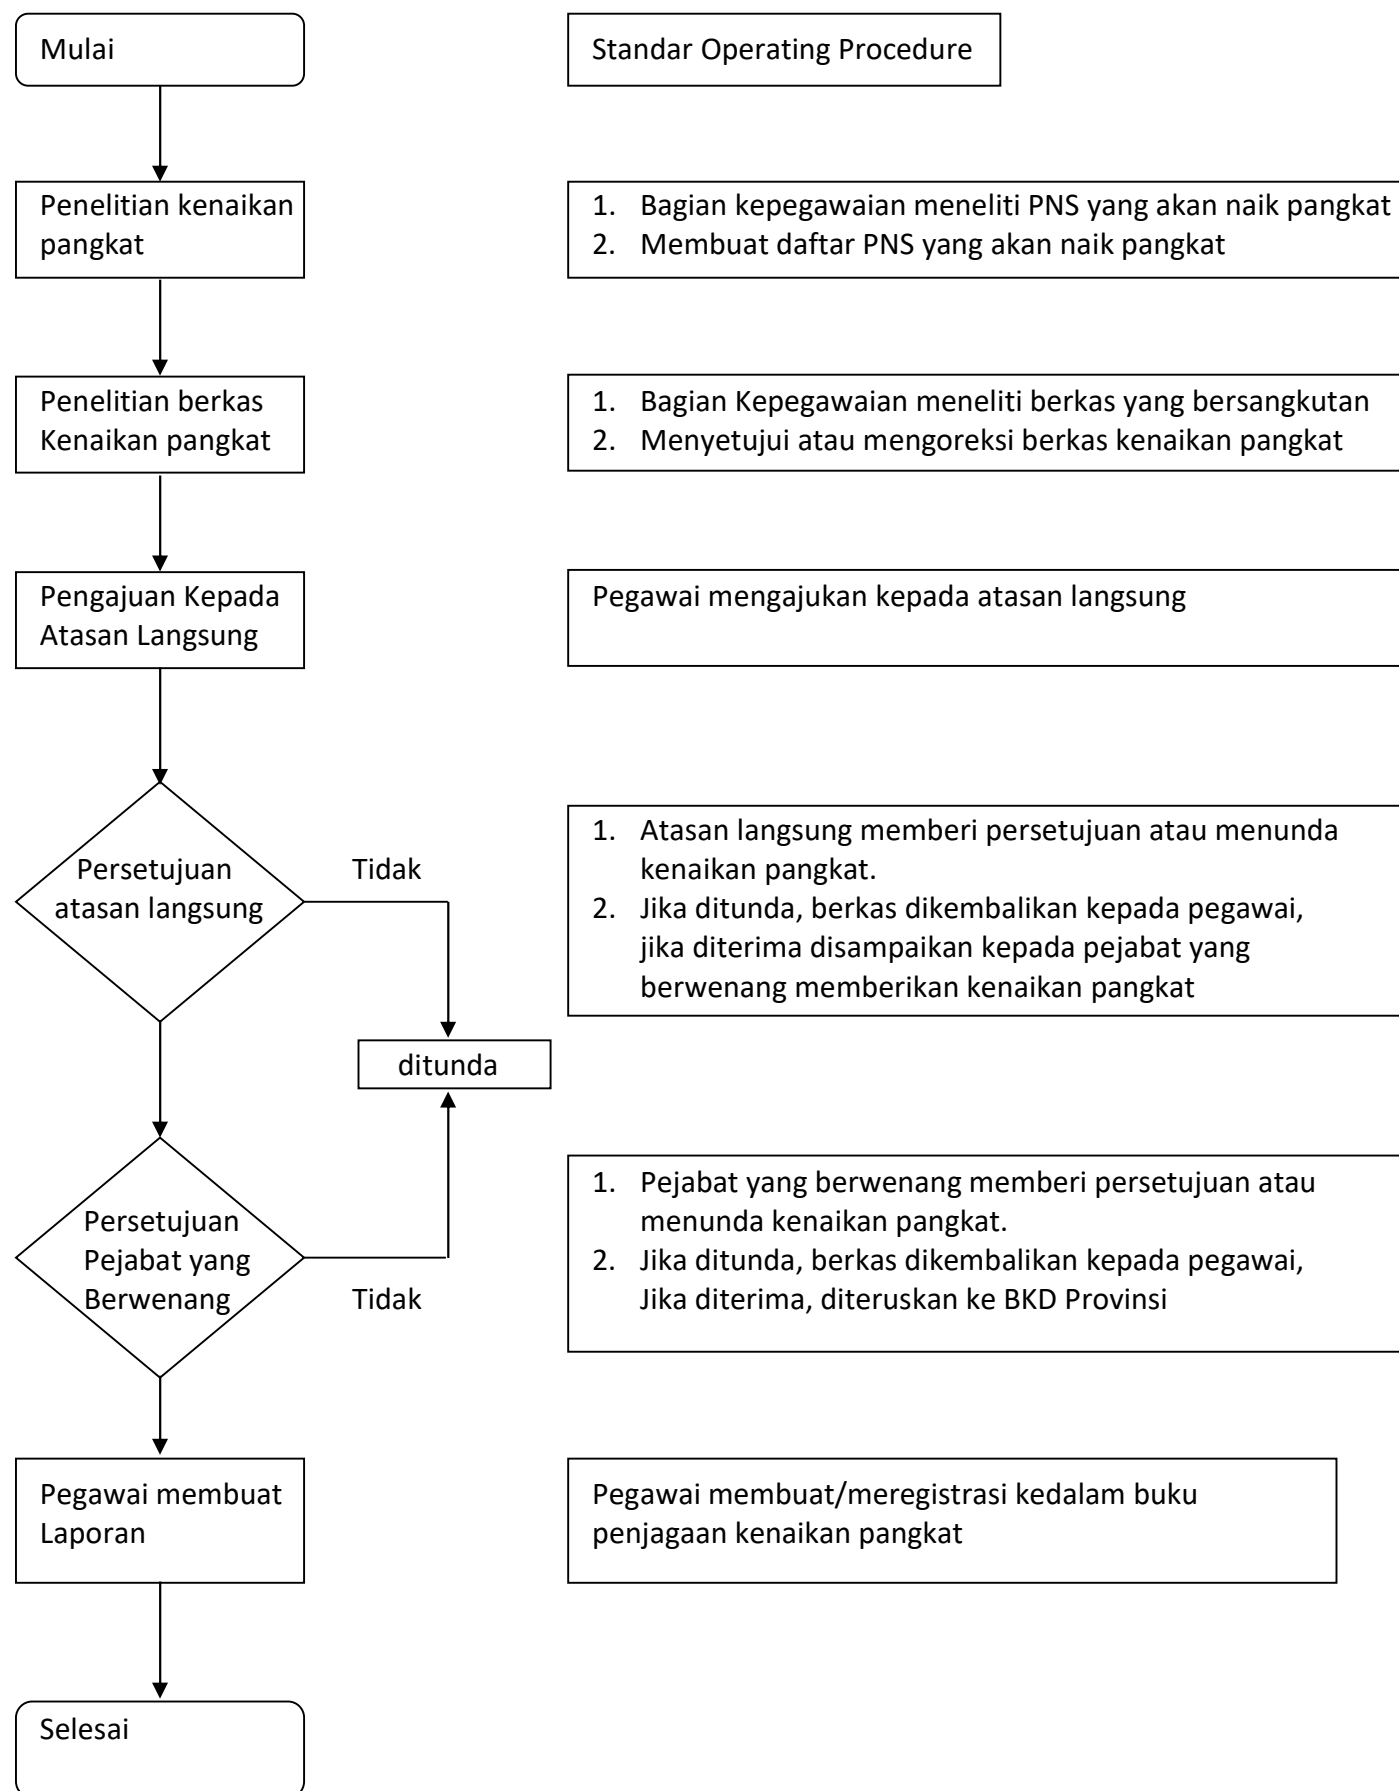 Mulai
Standar Operating Procedure
Penelitian kenaikan
pangkat
1. Bagian kepegawaian meneliti PNS yang akan naik pangkat
2. Membuat daftar PNS yang akan naik pangkat
Penelitian berkas
Kenaikan pangkat
1. Bagian Kepegawaian meneliti berkas yang bersangkutan
2. Menyetujui atau mengoreksi berkas kenaikan pangkat
Pengajuan Kepada
Atasan Langsung
Pegawai mengajukan kepada atasan langsung
Persetujuan
atasan langsung
Tidak
1. Atasan langsung memberi persetujuan atau menunda
kenaikan pangkat.
2. Jika ditunda, berkas dikembalikan kepada pegawai,
jika diterima disampaikan kepada pejabat yang
berwenang memberikan kenaikan pangkat
ditunda
Persetujuan
Pejabat yang
Berwenang
Tidak
1. Pejabat yang berwenang memberi persetujuan atau
menunda kenaikan pangkat.
2. Jika ditunda, berkas dikembalikan kepada pegawai,
Jika diterima, diteruskan ke BKD Provinsi
Pegawai membuat
Laporan
Pegawai membuat/meregistrasi kedalam buku
penjagaan kenaikan pangkat
Selesai